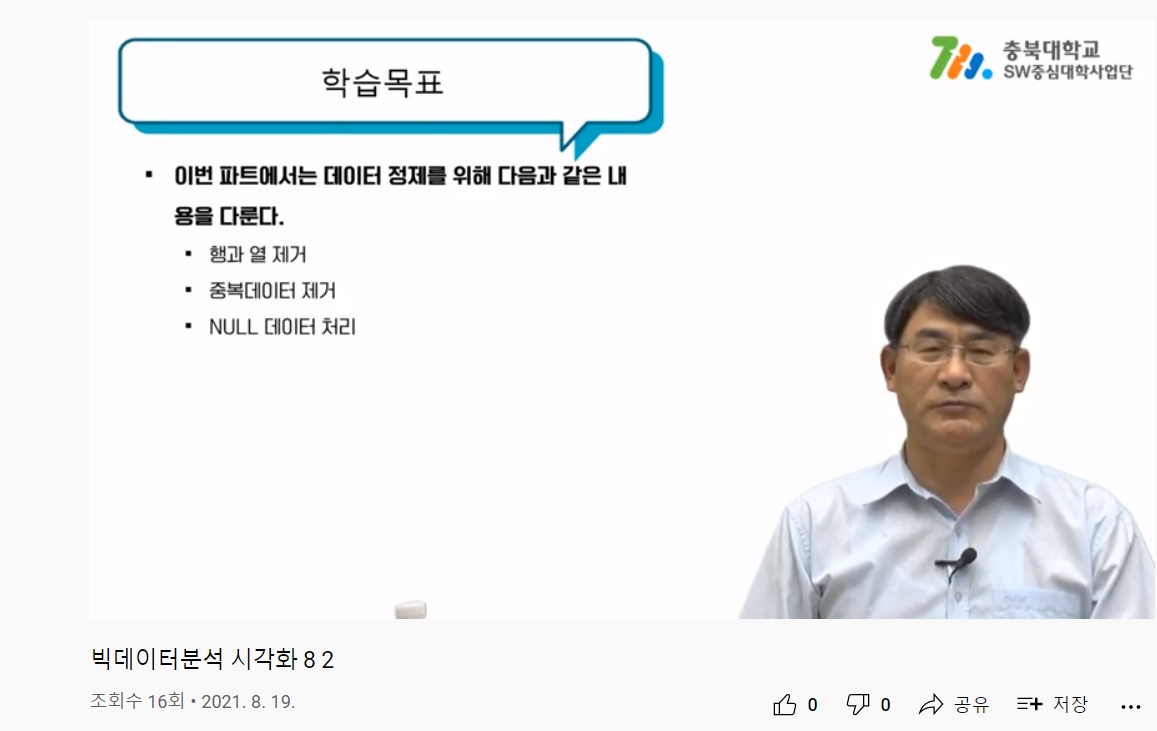 학습목표
충북대학교
SW중심대학사업단
▪ 이번 파트에서는 데이터 정제를 위해 다음과 같은 내
용을 다룬다.
▪ 행과 열 제거
▪ 중복데이터 제거
▪ NULL 데이터 처리
빅데이터분석 시각화 8 2
조회수 16회 • 2021. 8. 19.
0
0
공유
저장